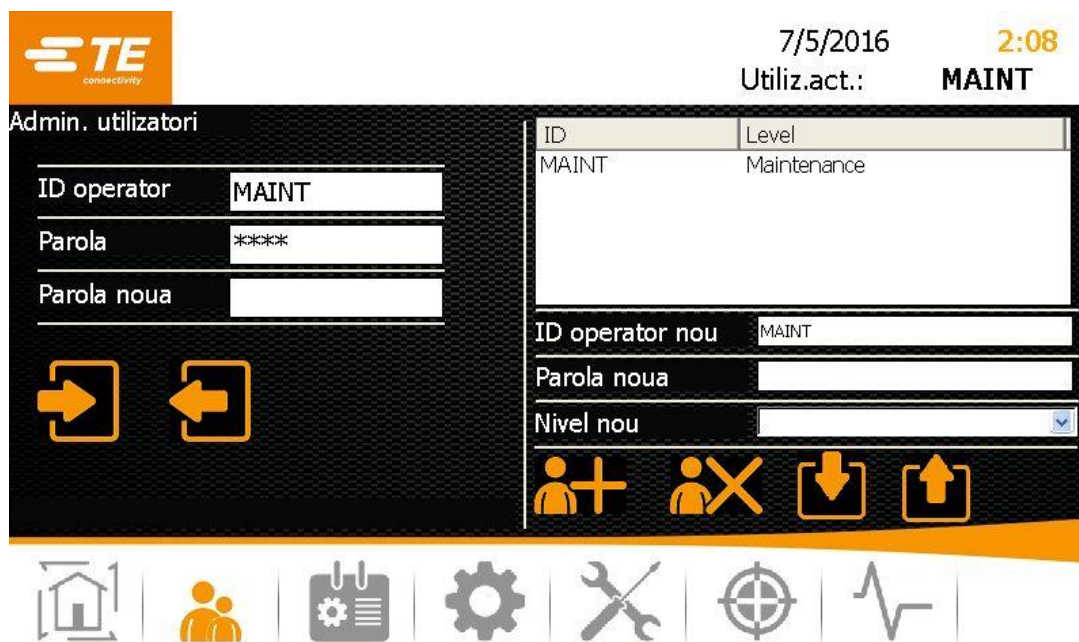 TE
connectivity
7/5/2016 2:08
Utiliz.act.: MAINT
Admin. utilizatori
ID operator MAINT
Parola ****
Parola noua
ID Level
MAINT Maintenance
ID operator nou MAINT
Parola noua
Nivel nou